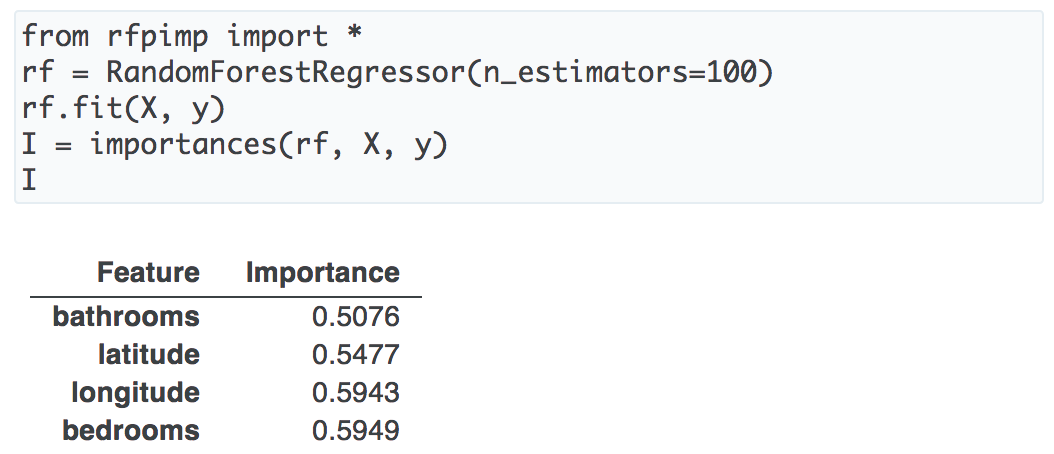 from rfpimp import *
rf = RandomForestRegressor(n_estimators=100)
rf.fit(X, y)
I = importances(rf, X, y)
I
Feature Importance
bathrooms 0.5076
latitude 0.5477
longitude 0.5943
bedrooms 0.5949